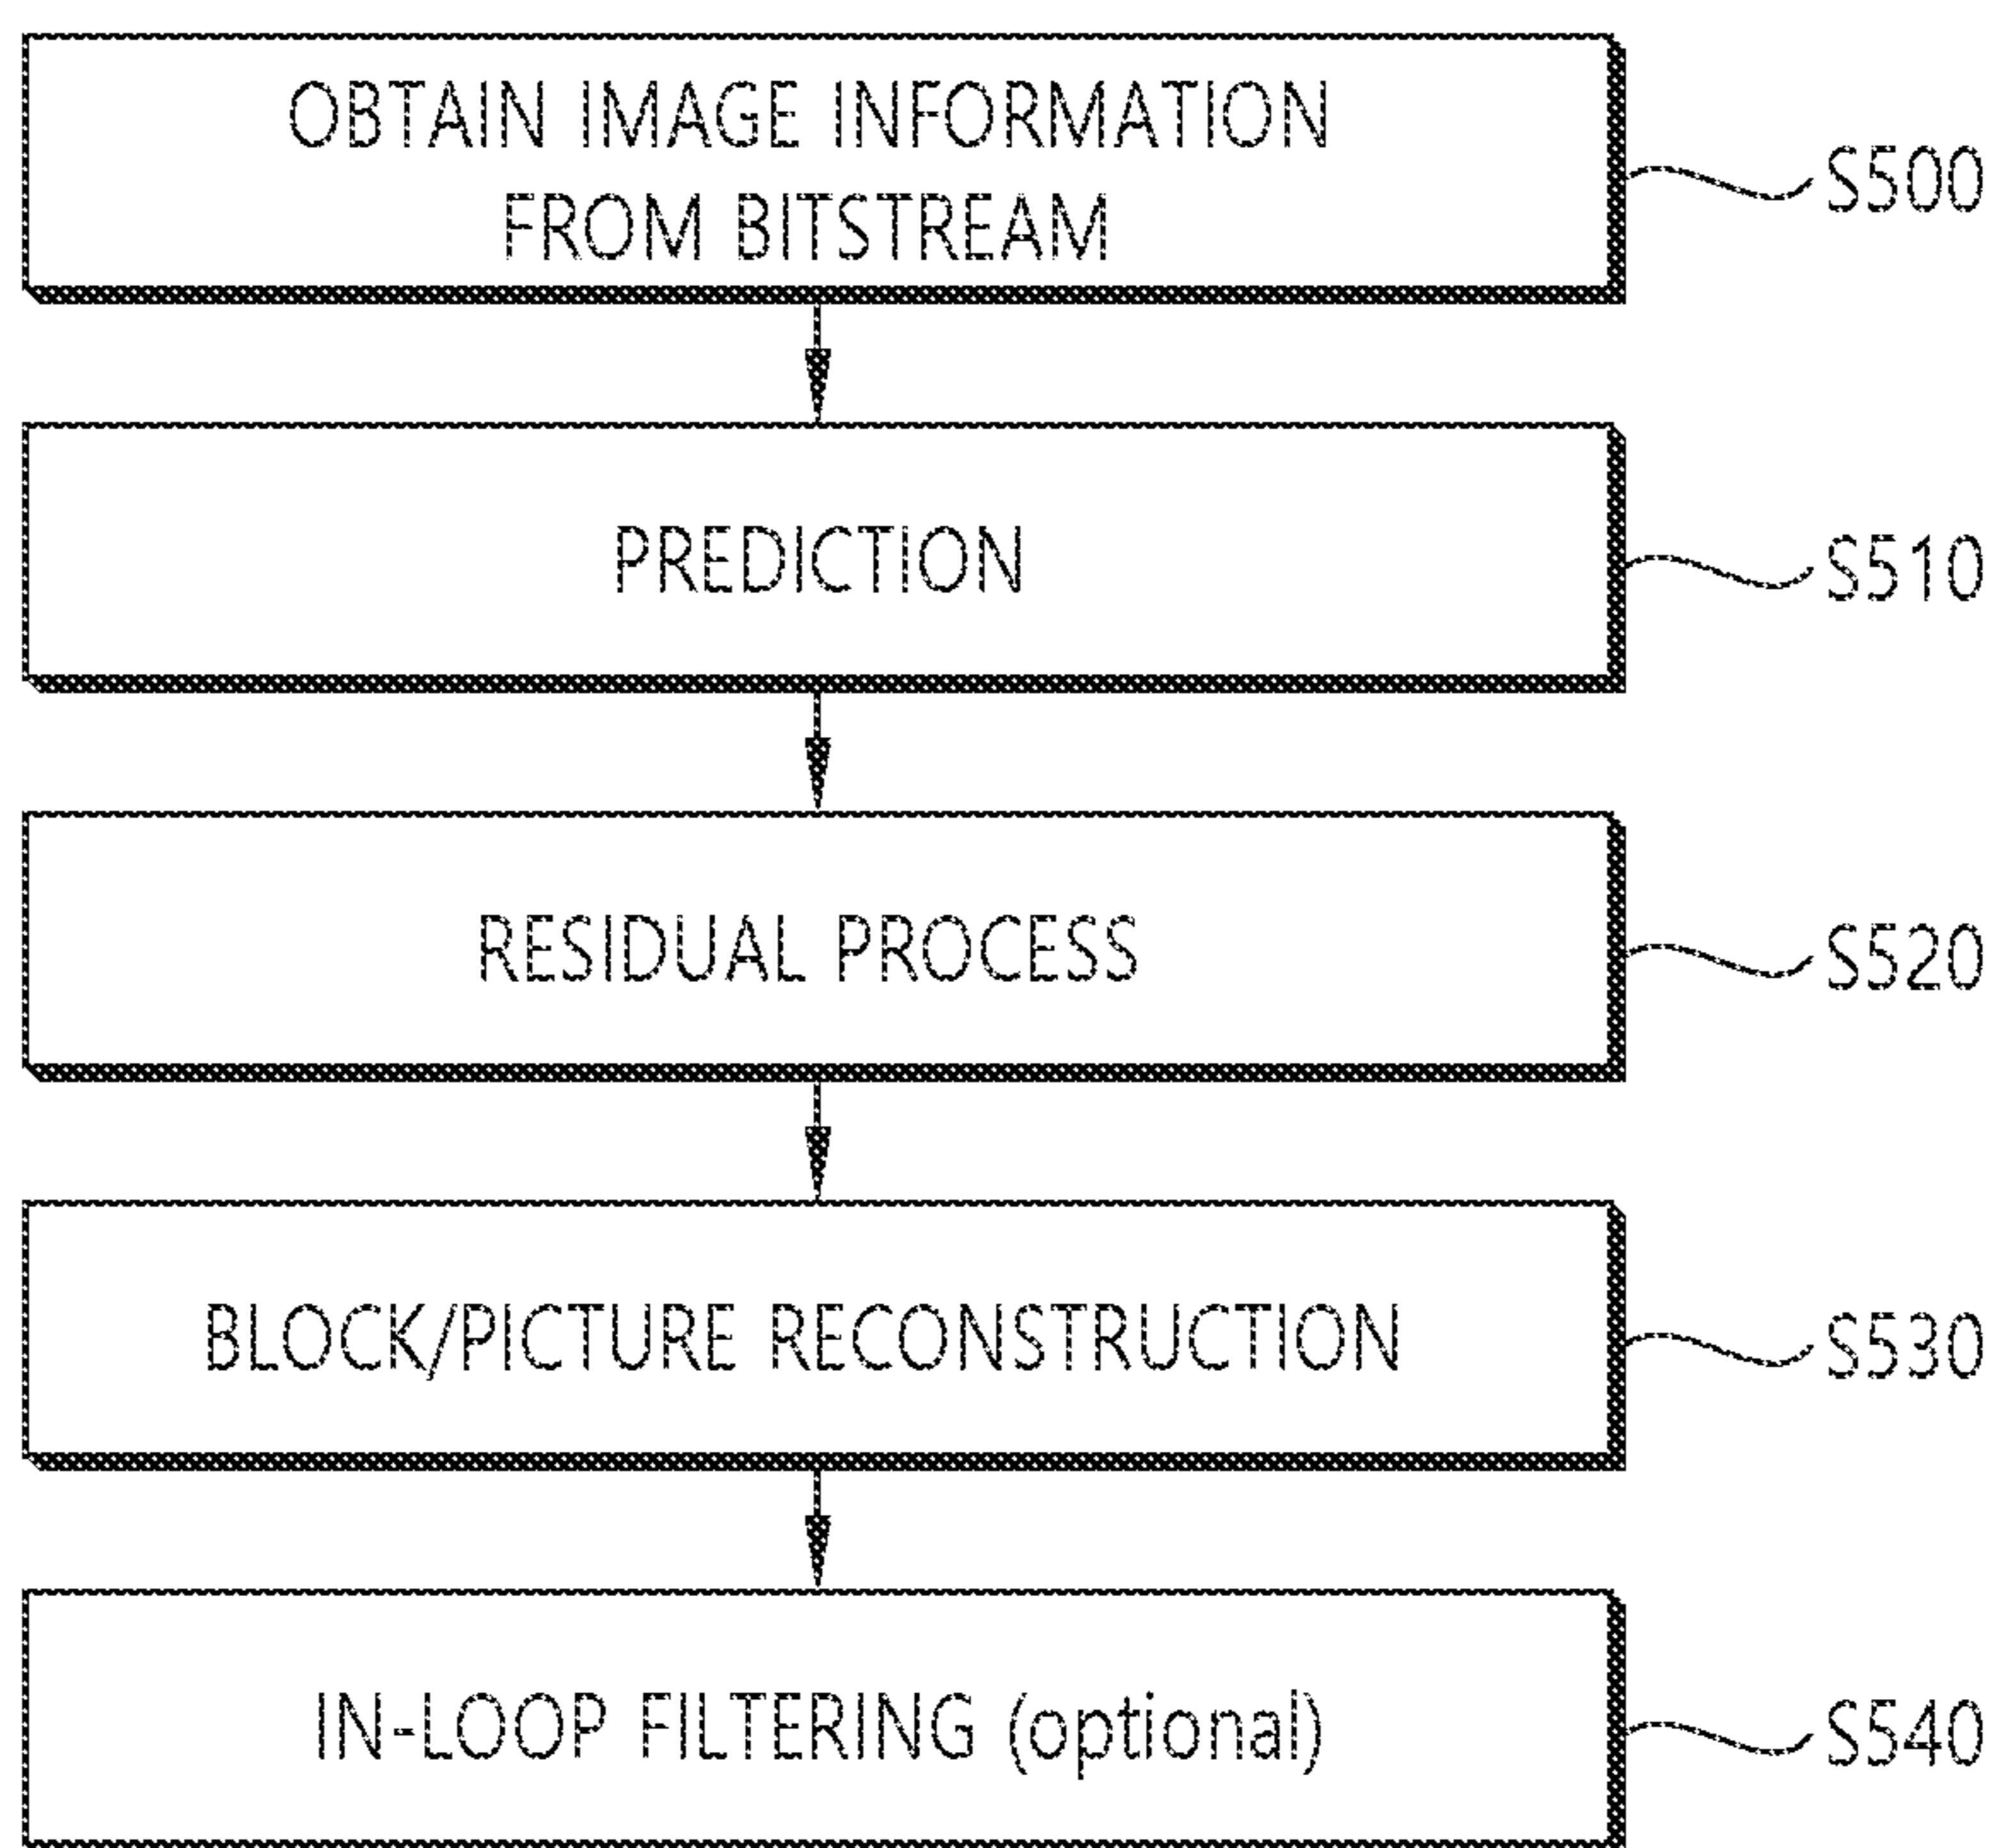 OBTAIN IMAGE INFORMATION
FROM BITSTREAM
S500
PREDICTION
S510
RESIDUAL PROCESS
S520
BLOCK/PICTURE RECONSTRUCTION
S530
IN-LOOP FILTERING (optional)
S540